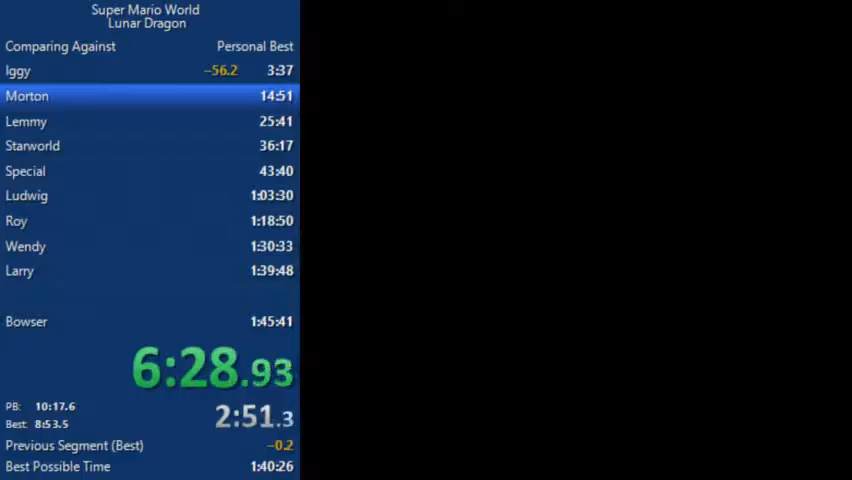 Super Mario World
Lunar Dragon
Comparing Against Personal Best
Iggy −56.2 3:37
Morton 14:51
Lemmy 25:41
Starworld 36:17
Special 43:40
Ludwig 1:03:30
Roy 1:18:50
Wendy 1:30:33
Larry 1:39:48
Bowser 1:45:41
6:28.93
PB: 10:17.6 2:51.3
Best: 8:53.5
Previous Segment (Best) −0.2
Best Possible Time 1:40:26